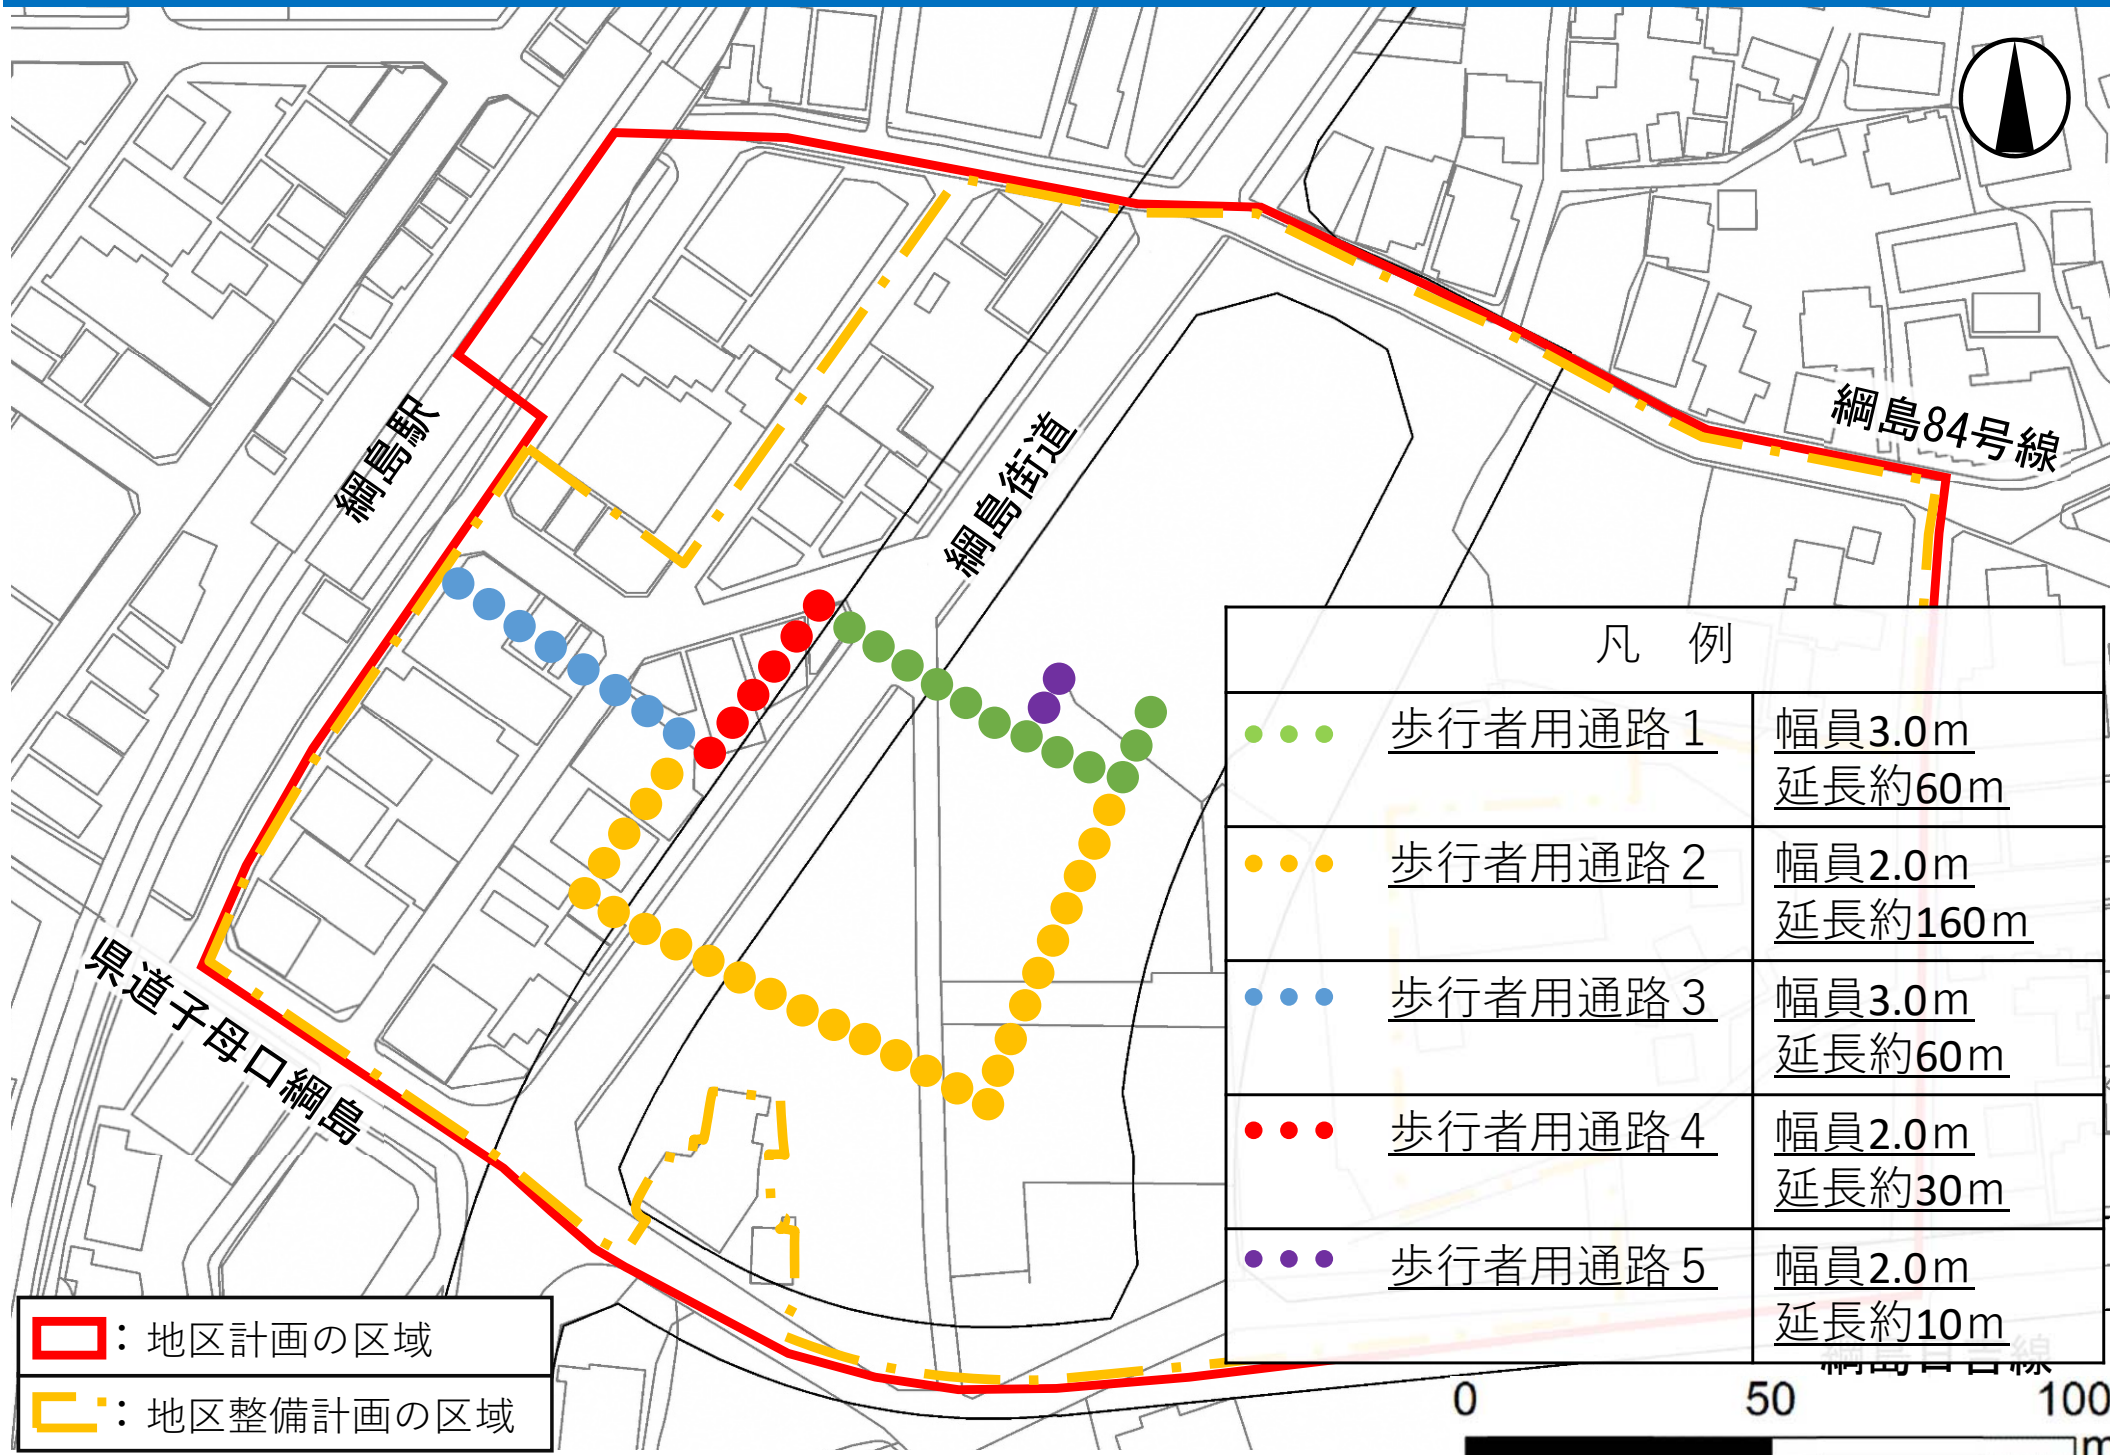 綱島駅
綱島街道
綱島84号線
県道子母口綱島
凡 例
歩行者用通路１
幅員3.0m
延長約60m
歩行者用通路２
幅員2.0m
延長約160m
歩行者用通路３
幅員3.0m
延長約60m
歩行者用通路４
幅員2.0m
延長約30m
歩行者用通路５
幅員2.0m
延長約10m
綱島日吉線
：地区計画の区域
：地区整備計画の区域
0 50 100
m